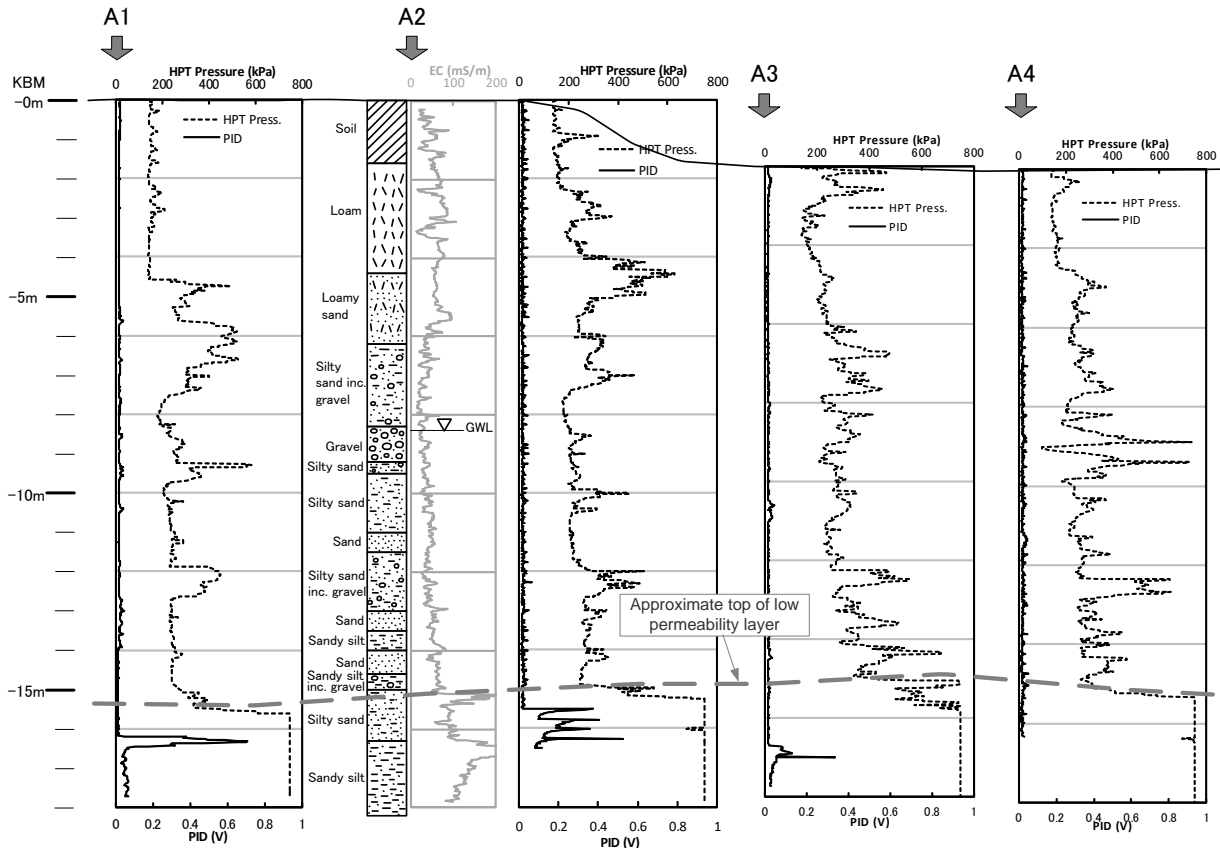 A1
A2
A3
A4
KBM
−0m
−5m
−10m
−15m
HPT Pressure (kPa)
0 200 400 600 800
HPT Press.
PID
0 0.2 0.4 0.6 0.8 1
PID (V)
Soil
Loam
Loamy
sand
Silty
sand inc.
gravel
Gravel
Silty sand
Silty sand
Sand
Silty sand
inc. gravel
Sand
Sandy silt
Sand
Sandy silt
inc. gravel
Silty sand
Sandy silt
EC (mS/m)
0 100 200
GWL
HPT Pressure (kPa)
0 200 400 600 800
HPT Press.
PID
0 0.2 0.4 0.6 0.8 1
PID (V)
Approximate top of low
permeability layer
HPT Pressure (kPa)
0 200 400 600 800
HPT Press.
PID
0 0.2 0.4 0.6 0.8 1
PID (V)
HPT Pressure (kPa)
0 200 400 600 800
HPT Press.
PID
0 0.2 0.4 0.6 0.8 1
PID (V)